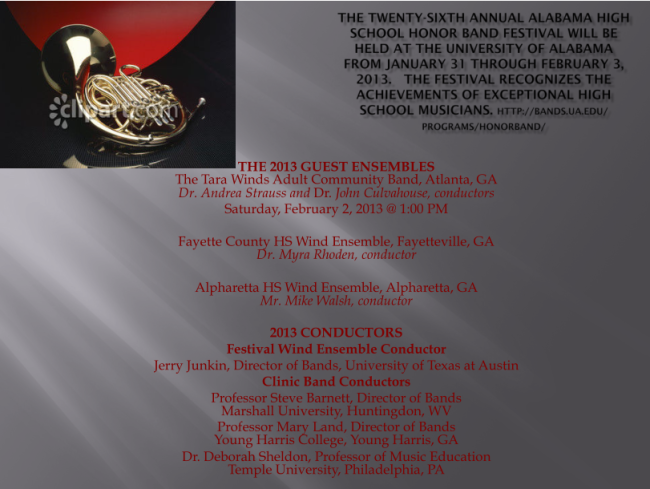 clipart.com
THE TWENTY-SIXTH ANNUAL ALABAMA HIGH
SCHOOL HONOR BAND FESTIVAL WILL BE
HELD AT THE UNIVERSITY OF ALABAMA
FROM JANUARY 31 THROUGH FEBRUARY 3,
2013. THE FESTIVAL RECOGNIZES THE
ACHIEVEMENTS OF EXCEPTIONAL HIGH
SCHOOL MUSICIANS. HTTP://BANDS.UA.EDU/
PROGRAMS/HONORBAND/
THE 2013 GUEST ENSEMBLES
The Tara Winds Adult Community Band, Atlanta, GA
Dr. Andrea Strauss and Dr. John Culvahouse, conductors
Saturday, February 2, 2013 @ 1:00 PM
Fayette County HS Wind Ensemble, Fayetteville, GA
Dr. Myra Rhoden, conductor
Alpharetta HS Wind Ensemble, Alpharetta, GA
Mr. Mike Walsh, conductor
2013 CONDUCTORS
Festival Wind Ensemble Conductor
Jerry Junkin, Director of Bands, University of Texas at Austin
Clinic Band Conductors
Professor Steve Barnett, Director of Bands
Marshall University, Huntingdon, WV
Professor Mary Land, Director of Bands
Young Harris College, Young Harris, GA
Dr. Deborah Sheldon, Professor of Music Education
Temple University, Philadelphia, PA